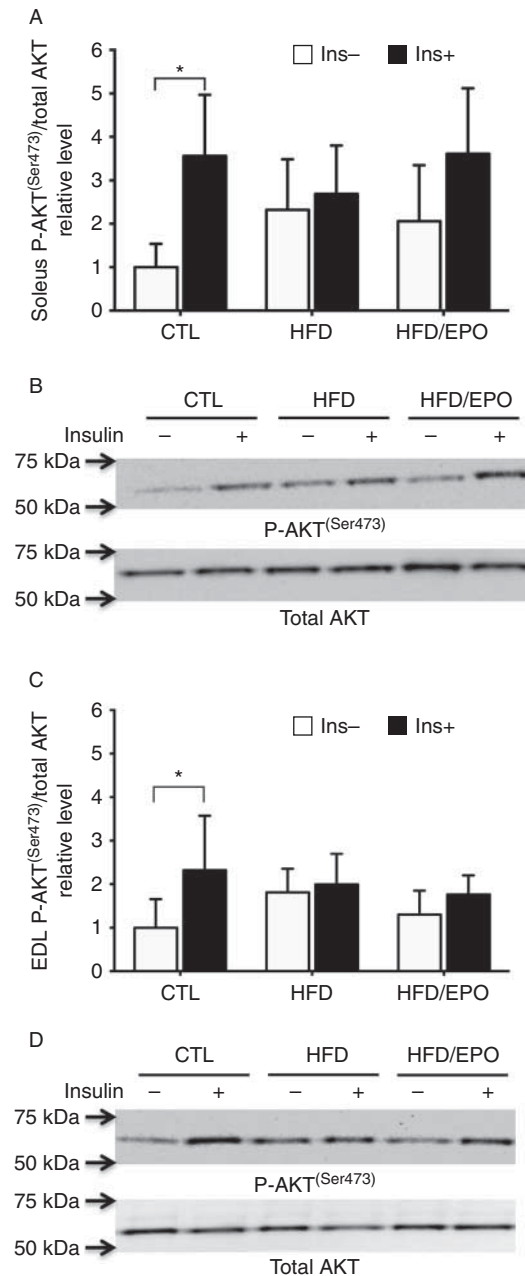 A
Soleus P-AKT(Ser473)/total AKT
relative level
6
5
4
3
2
1
0
Ins– Ins+
*
CTL HFD HFD/EPO
B
CTL HFD HFD/EPO
Insulin – + – + – +
75 kDa
50 kDa
P-AKT(Ser473)
75 kDa
50 kDa
Total AKT
C
EDL P-AKT(Ser473)/total AKT
relative level
6
5
4
3
2
1
0
Ins– Ins+
*
CTL HFD HFD/EPO
D
CTL HFD HFD/EPO
Insulin – + – + – +
75 kDa
50 kDa
P-AKT(Ser473)
75 kDa
50 kDa
Total AKT